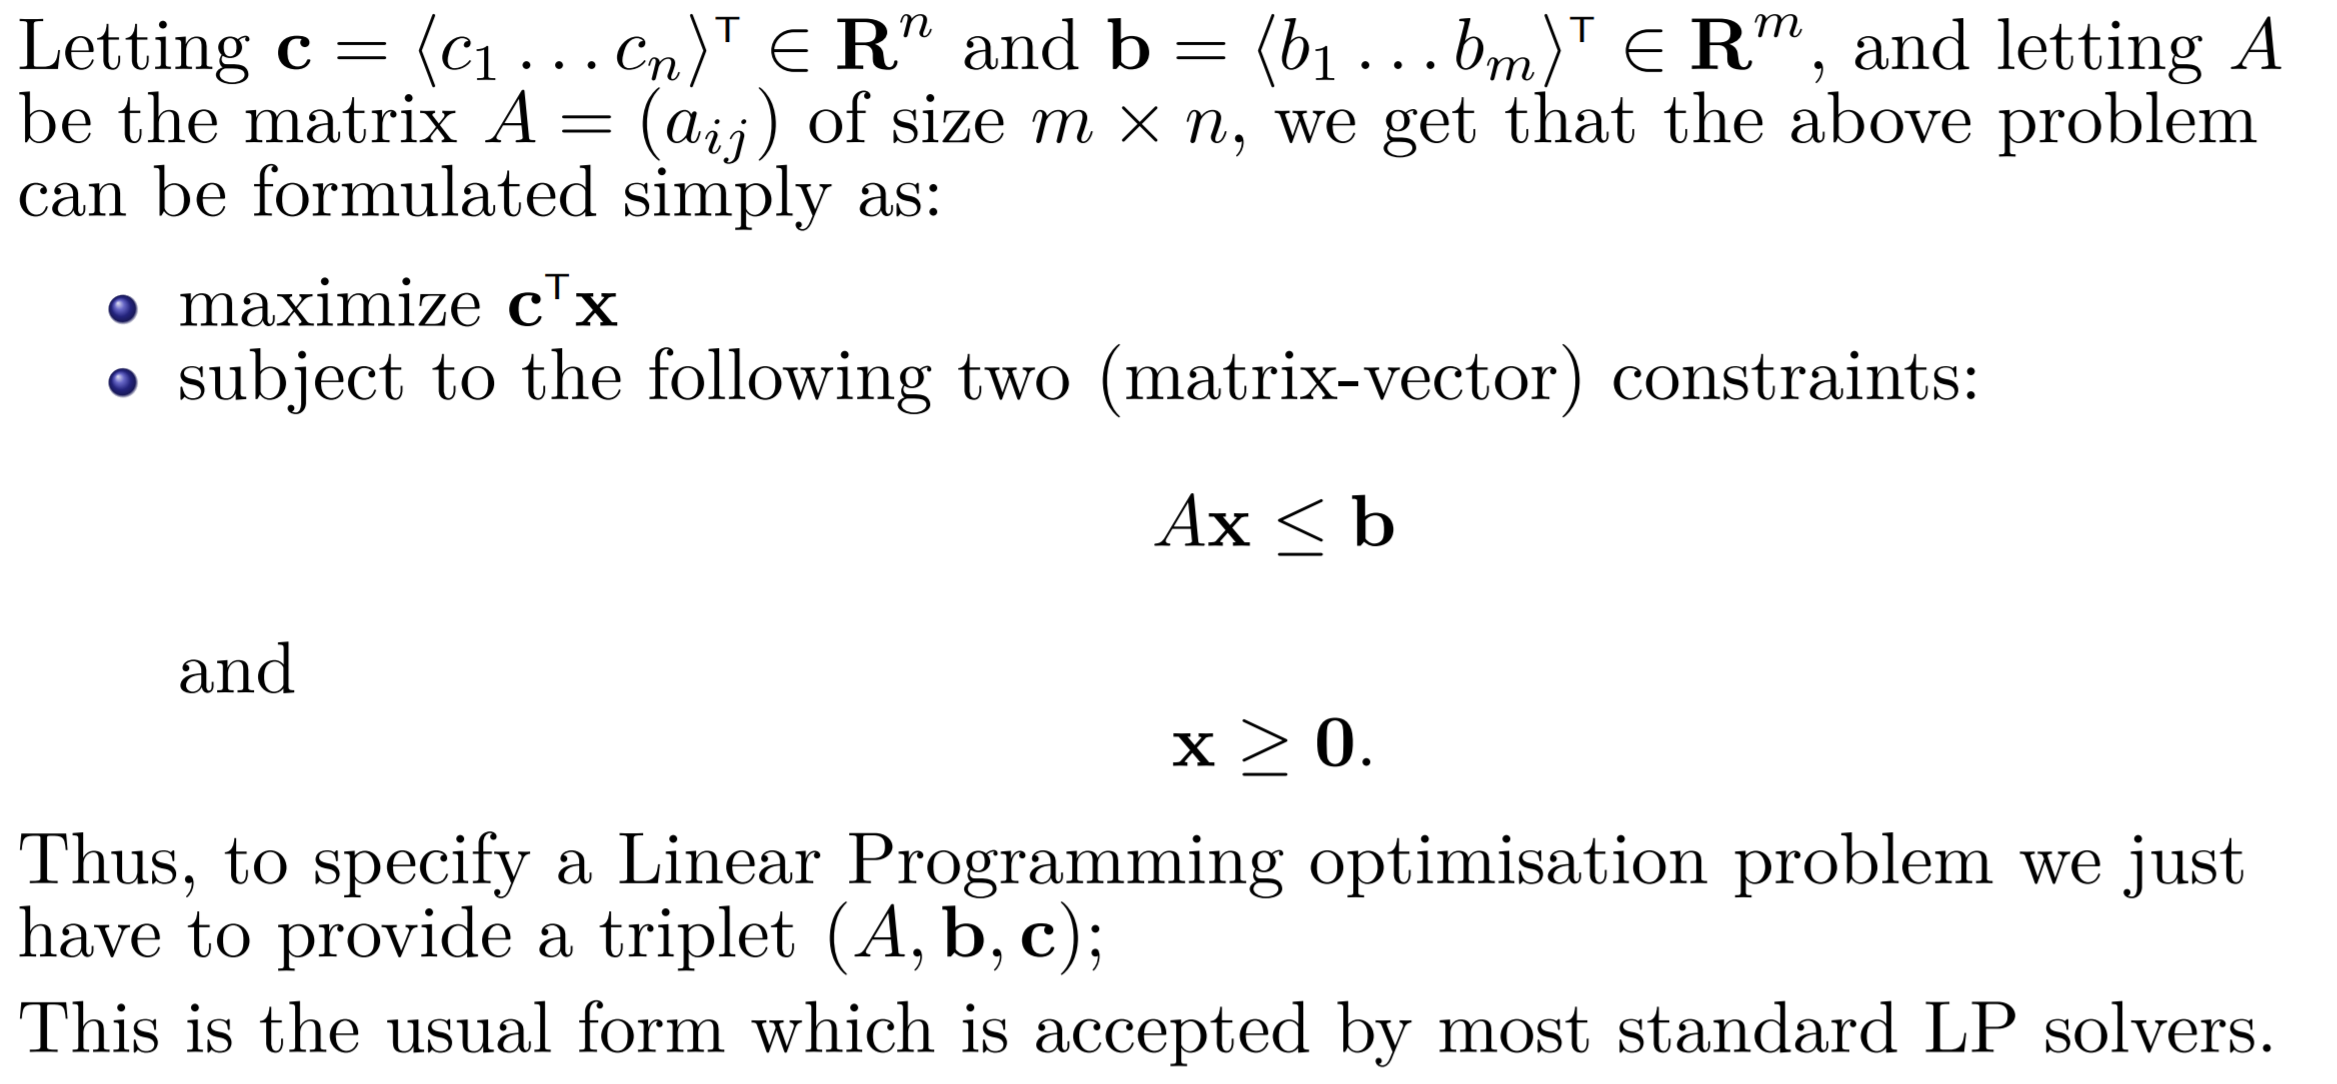 Letting c = ⟨c₁ … cₙ⟩ᵀ ∈ Rⁿ and b = ⟨b₁ … bₘ⟩ᵀ ∈ Rᵐ, and letting A
be the matrix A = (aᵢⱼ) of size m × n, we get that the above problem
can be formulated simply as:
• maximize cᵀx
• subject to the following two (matrix-vector) constraints:
Ax ≤ b
and
x ≥ 0.
Thus, to specify a Linear Programming optimisation problem we just
have to provide a triplet (A, b, c);
This is the usual form which is accepted by most standard LP solvers.